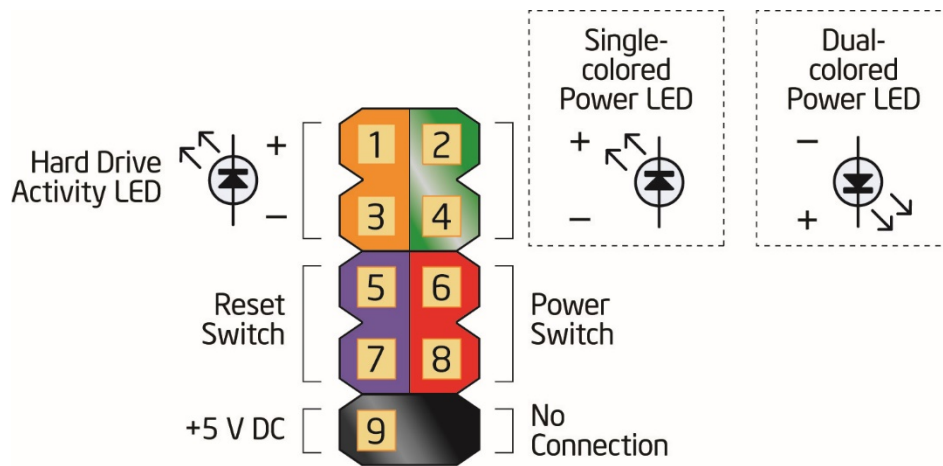 Single-
colored
Power LED
Dual-
colored
Power LED
Hard Drive
Activity LED
+
–
1 2
3 4
+
–
–
+
Reset
Switch
5 6
7 8
Power
Switch
+5 V DC
9
No
Connection